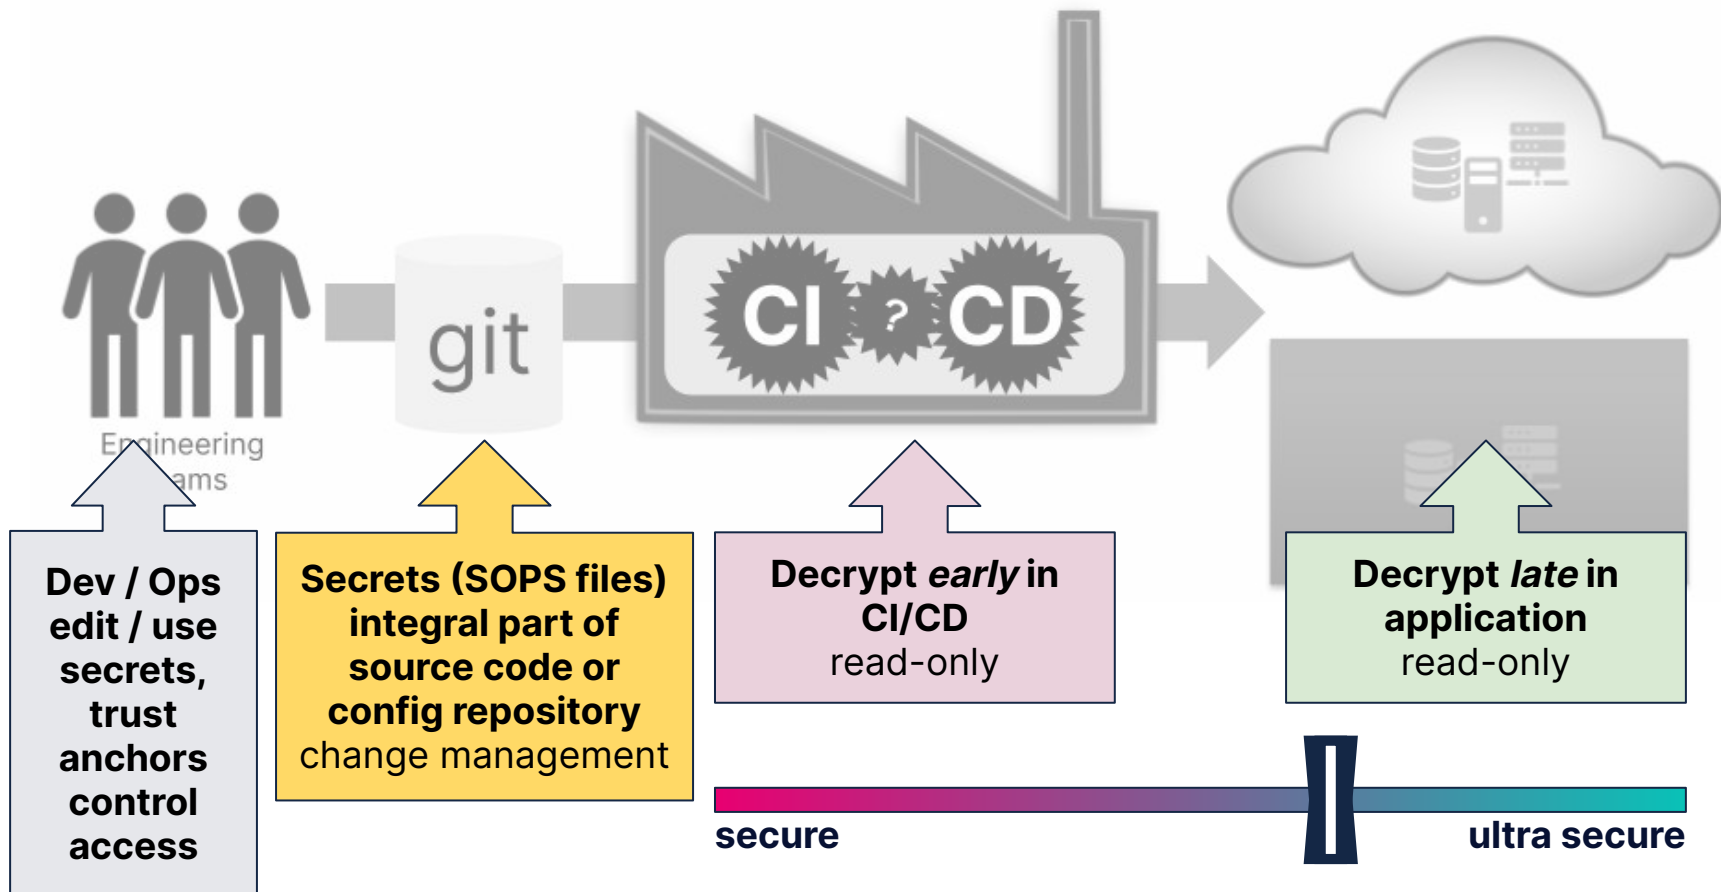 Engineering
ams
git
CI
?
CD
Dev / Ops
edit / use
secrets,
trust
anchors
control
access
Secrets (SOPS files)
integral part of
source code or
config repository
change management
Decrypt early in
CI/CD
read-only
Decrypt late in
application
read-only
secure
ultra secure